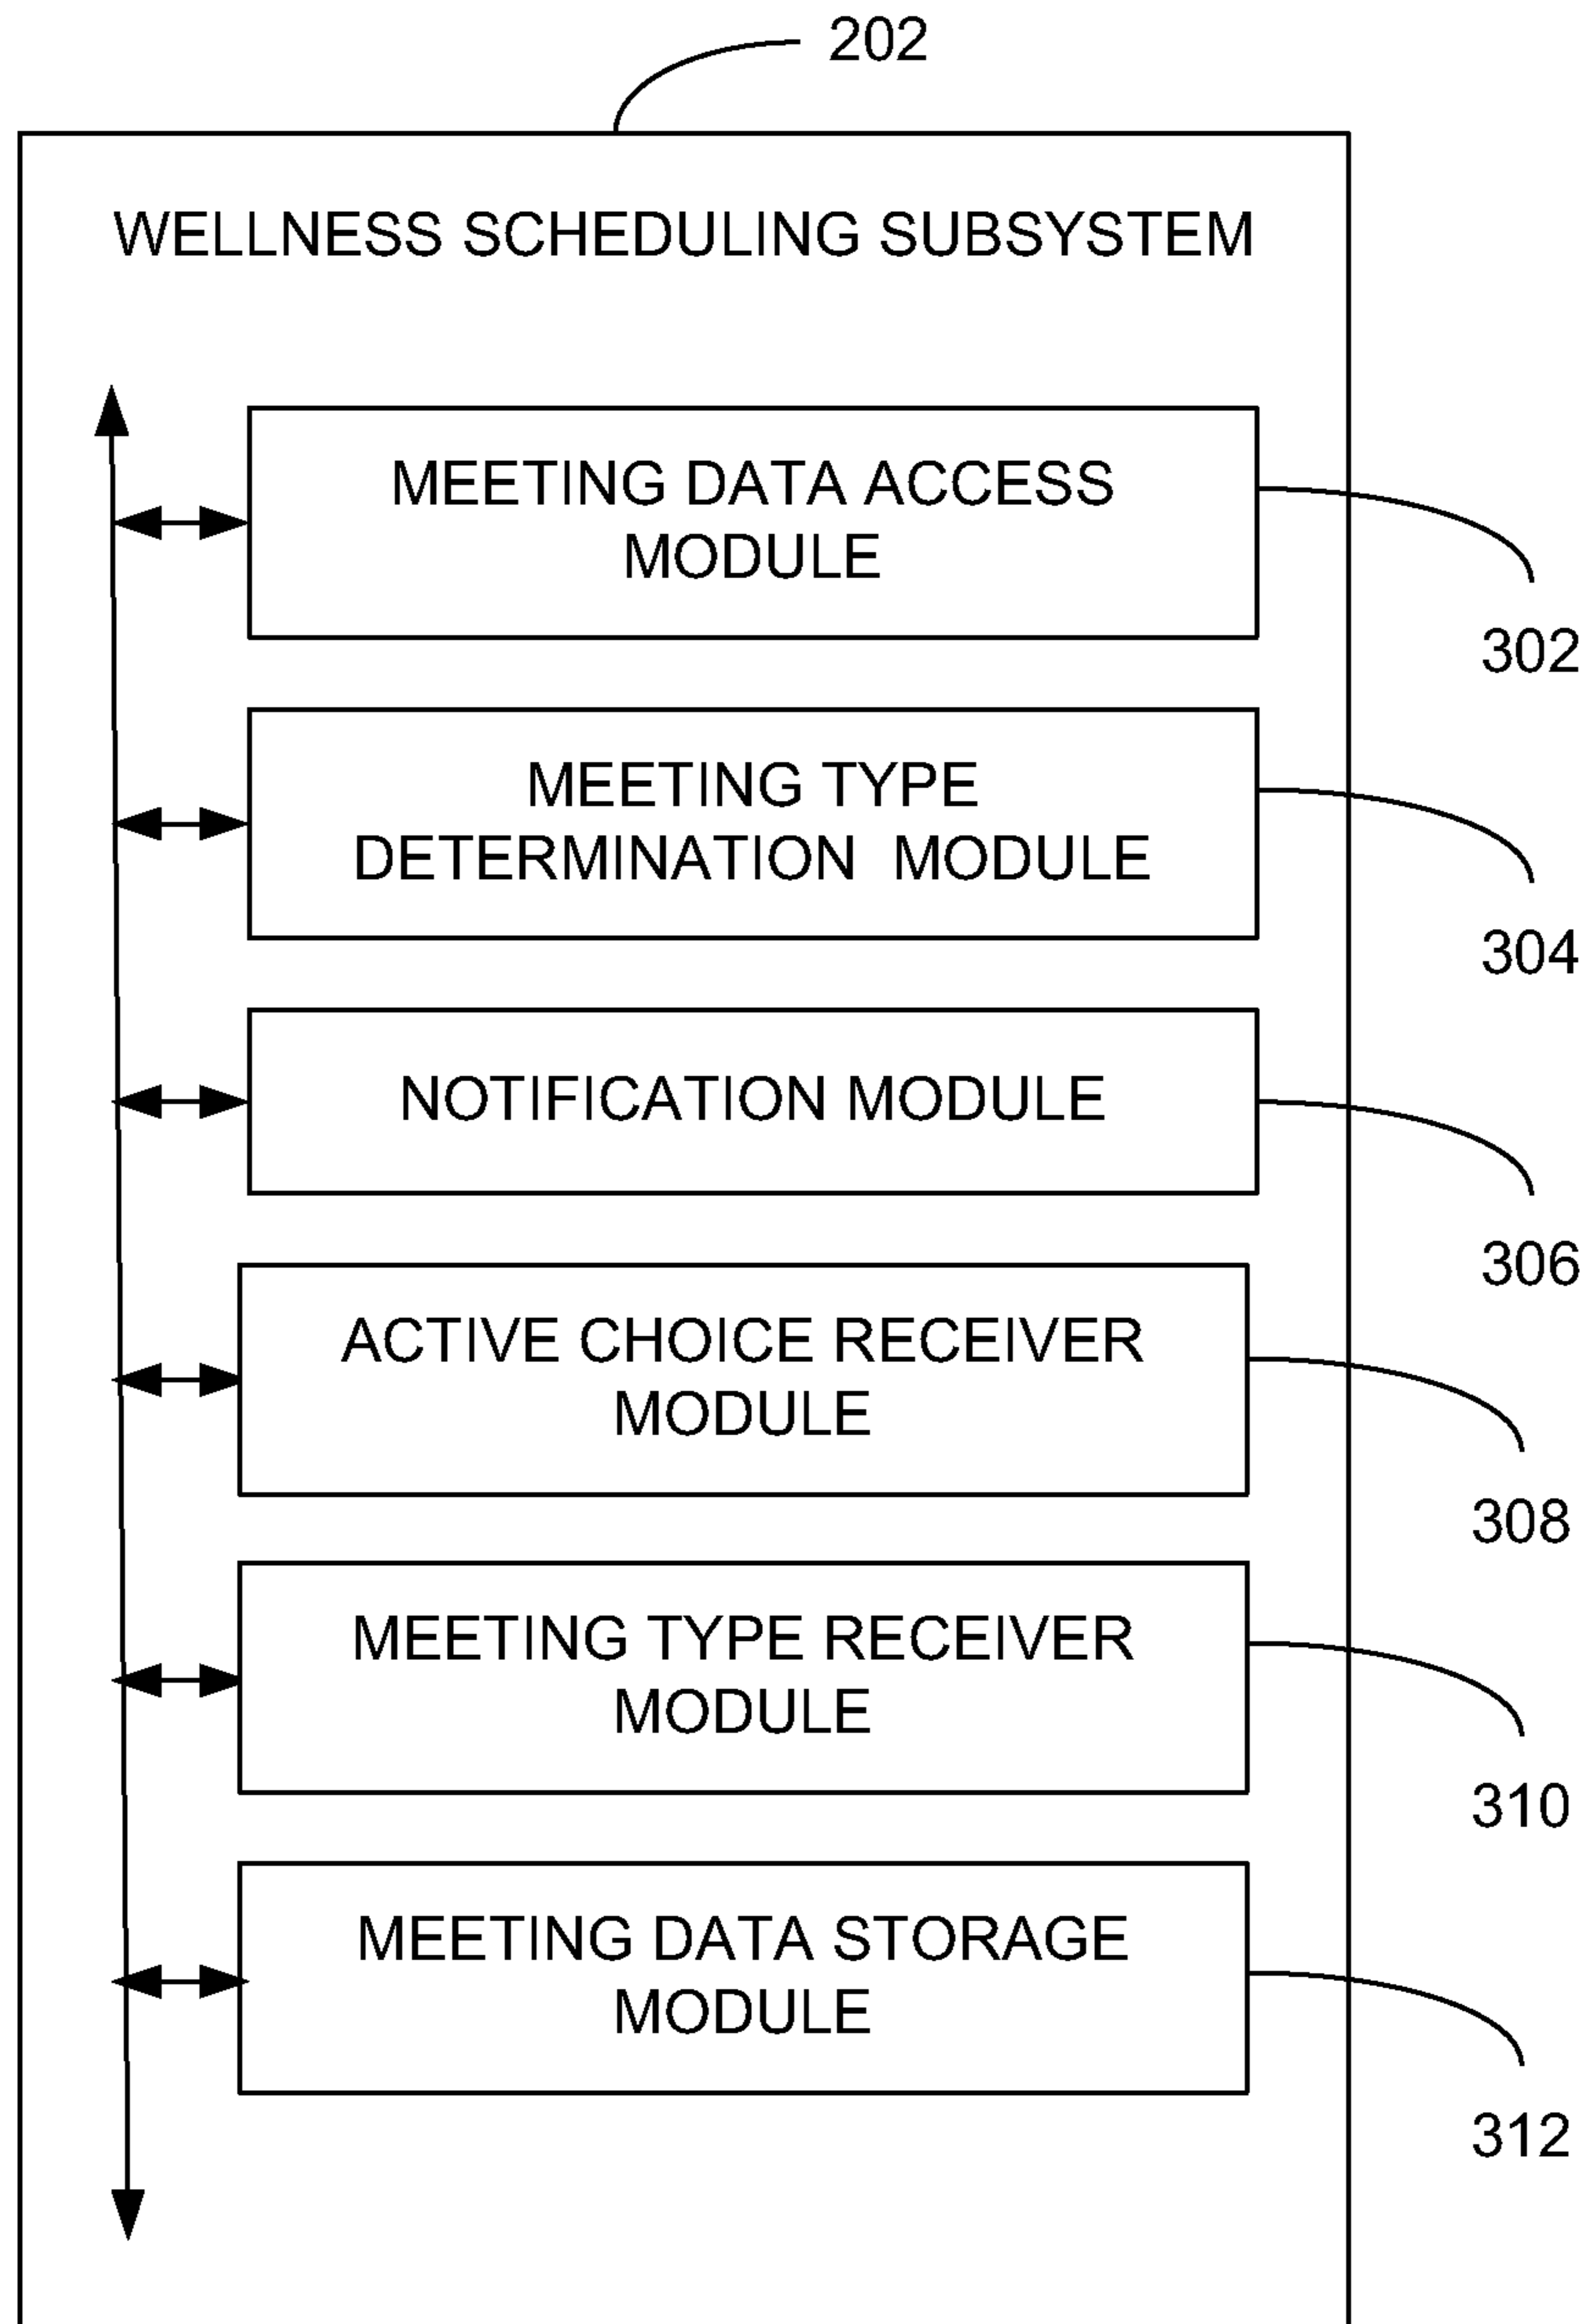 202
WELLNESS SCHEDULING SUBSYSTEM
MEETING DATA ACCESS
MODULE
302
MEETING TYPE
DETERMINATION MODULE
304
NOTIFICATION MODULE
306
ACTIVE CHOICE RECEIVER
MODULE
308
MEETING TYPE RECEIVER
MODULE
310
MEETING DATA STORAGE
MODULE
312